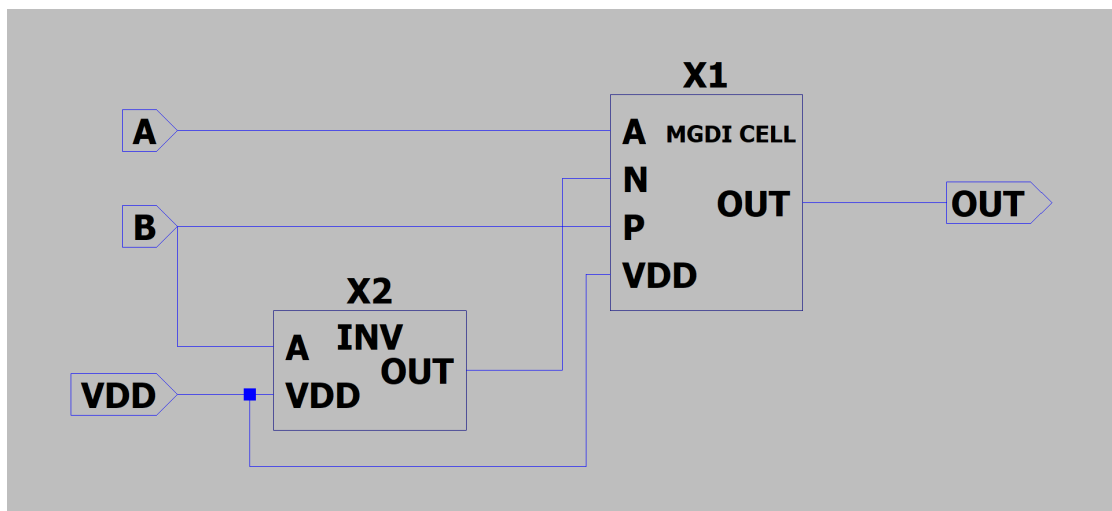 X1
A
A MGDI CELL
N
OUT
OUT
B
P
VDD
X2
INV
A
OUT
VDD
VDD